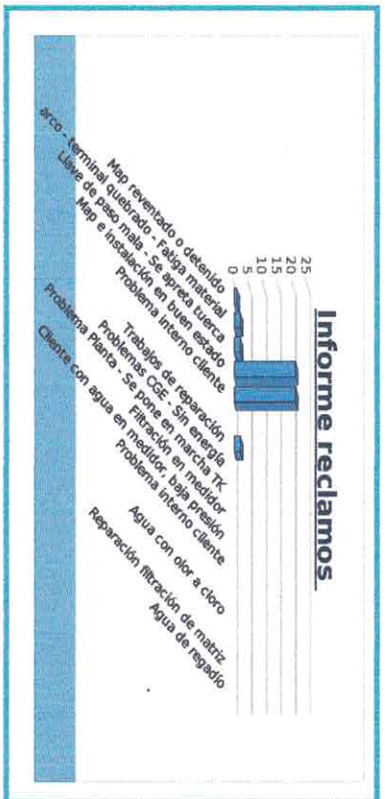 Informe reclamos
25
20
15
10
5
0
Map reventado o detenido
arco - terminal quebrado - Fatiga material
Llave de paso mala - Se apreta tuerca
Map e instalación en buen estado
Problema interno cliente
Trabajos de reparación
Problemas CGE - Sin energía
Problema Planta - Se pone en marcha TK
Filtración en medidor
Cliente con agua en medidor, baja presión
Problema interno cliente
Agua con olor a cloro
Reparación filtración de matriz
Agua de regadío